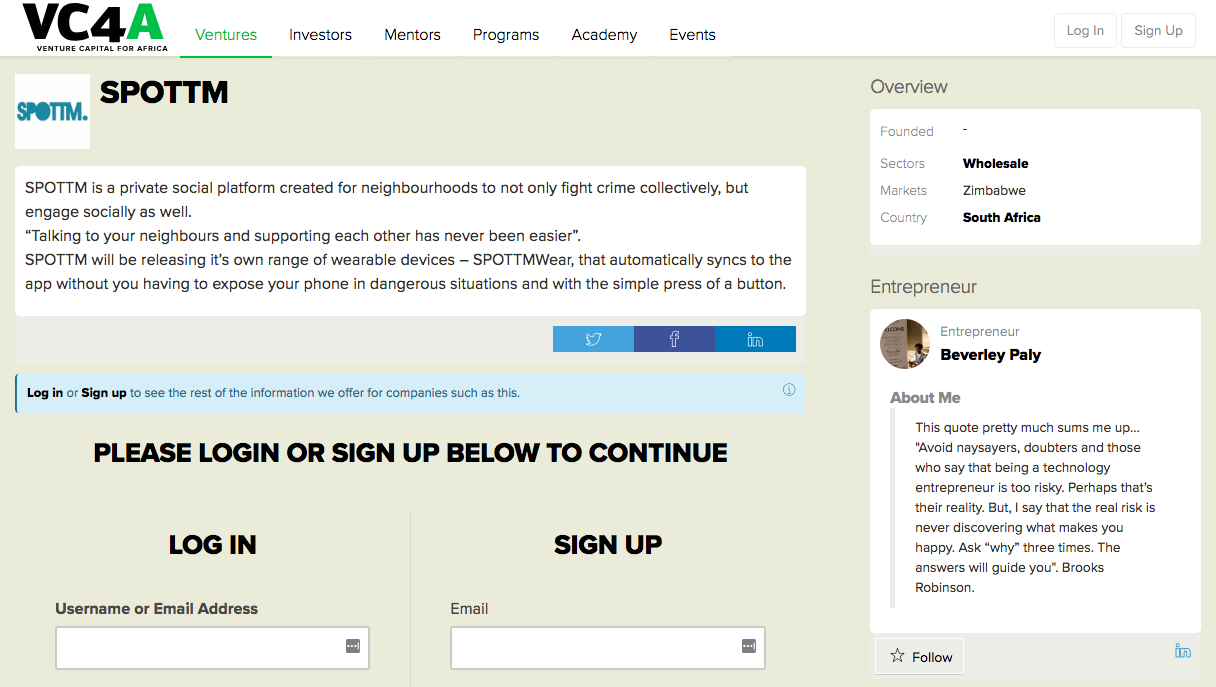 VC4A
VENTURE CAPITAL FOR AFRICA
Ventures
Investors
Mentors
Programs
Academy
Events
Log In
Sign Up
SPOTTM.
SPOTTM
SPOTTM is a private social platform created for neighbourhoods to not only fight crime collectively, but
engage socially as well.
“Talking to your neighbours and supporting each other has never been easier”.
SPOTTM will be releasing it’s own range of wearable devices – SPOTTMWear, that automatically syncs to the
app without you having to expose your phone in dangerous situations and with the simple press of a button.
Log in or Sign up to see the rest of the information we offer for companies such as this.
PLEASE LOGIN OR SIGN UP BELOW TO CONTINUE
LOG IN
Username or Email Address
SIGN UP
Email
Overview
Founded -
Sectors Wholesale
Markets Zimbabwe
Country South Africa
Entrepreneur
Entrepreneur
Beverley Paly
About Me
This quote pretty much sums me up...
"Avoid naysayers, doubters and those
who say that being a technology
entrepreneur is too risky. Perhaps that’s
their reality. But, I say that the real risk is
never discovering what makes you
happy. Ask “why” three times. The
answers will guide you". Brooks
Robinson.
Follow